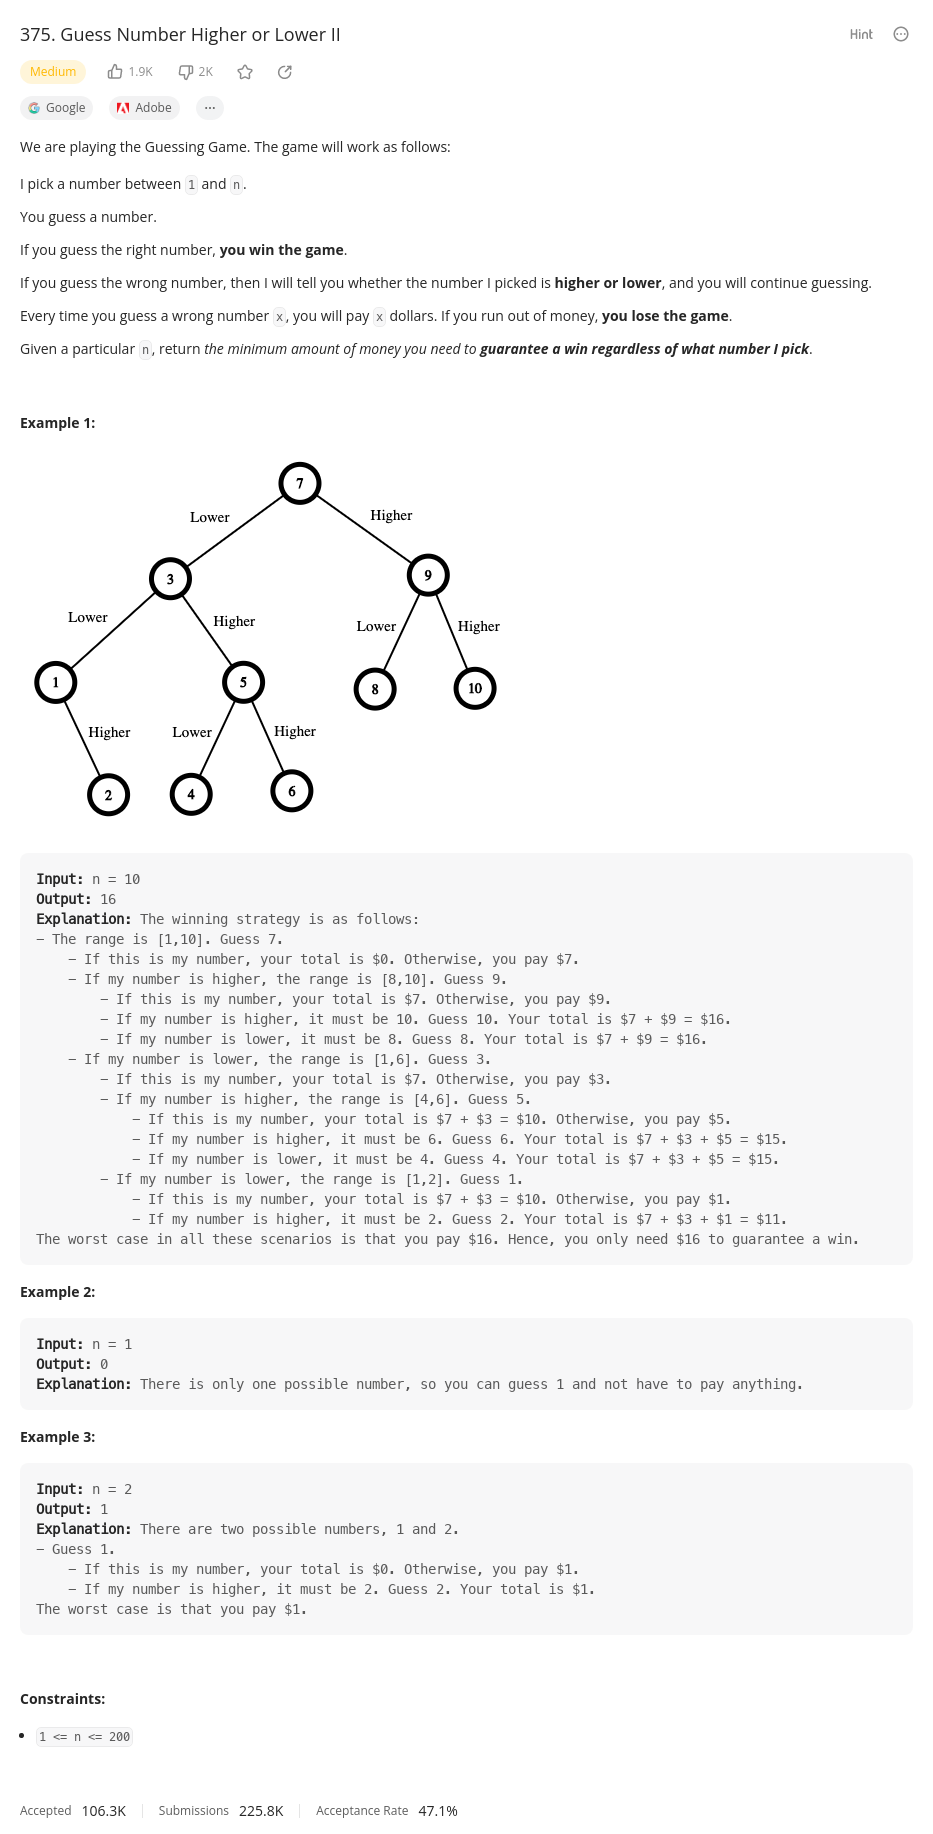 375. Guess Number Higher or Lower II
Hint
Medium 1.9K 2K
Google Adobe ...
We are playing the Guessing Game. The game will work as follows:
I pick a number between 1 and n.
You guess a number.
If you guess the right number, you win the game.
If you guess the wrong number, then I will tell you whether the number I picked is higher or lower, and you will continue guessing.
Every time you guess a wrong number x, you will pay x dollars. If you run out of money, you lose the game.
Given a particular n, return the minimum amount of money you need to guarantee a win regardless of what number I pick.
Example 1:
7
Lower Higher
3 9
Lower Higher Lower Higher
1 5 8 10
Higher Lower Higher
2 4 6
Input: n = 10
Output: 16
Explanation: The winning strategy is as follows:
– The range is [1,10]. Guess 7.
– If this is my number, your total is $0. Otherwise, you pay $7.
– If my number is higher, the range is [8,10]. Guess 9.
– If this is my number, your total is $7. Otherwise, you pay $9.
– If my number is higher, it must be 10. Guess 10. Your total is $7 + $9 = $16.
– If my number is lower, it must be 8. Guess 8. Your total is $7 + $9 = $16.
– If my number is lower, the range is [1,6]. Guess 3.
– If this is my number, your total is $7. Otherwise, you pay $3.
– If my number is higher, the range is [4,6]. Guess 5.
– If this is my number, your total is $7 + $3 = $10. Otherwise, you pay $5.
– If my number is higher, it must be 6. Guess 6. Your total is $7 + $3 + $5 = $15.
– If my number is lower, it must be 4. Guess 4. Your total is $7 + $3 + $5 = $15.
– If my number is lower, the range is [1,2]. Guess 1.
– If this is my number, your total is $7 + $3 = $10. Otherwise, you pay $1.
– If my number is higher, it must be 2. Guess 2. Your total is $7 + $3 + $1 = $11.
The worst case in all these scenarios is that you pay $16. Hence, you only need $16 to guarantee a win.
Example 2:
Input: n = 1
Output: 0
Explanation: There is only one possible number, so you can guess 1 and not have to pay anything.
Example 3:
Input: n = 2
Output: 1
Explanation: There are two possible numbers, 1 and 2.
– Guess 1.
– If this is my number, your total is $0. Otherwise, you pay $1.
– If my number is higher, it must be 2. Guess 2. Your total is $1.
The worst case is that you pay $1.
Constraints:
• 1 <= n <= 200
Accepted 106.3K Submissions 225.8K Acceptance Rate 47.1%